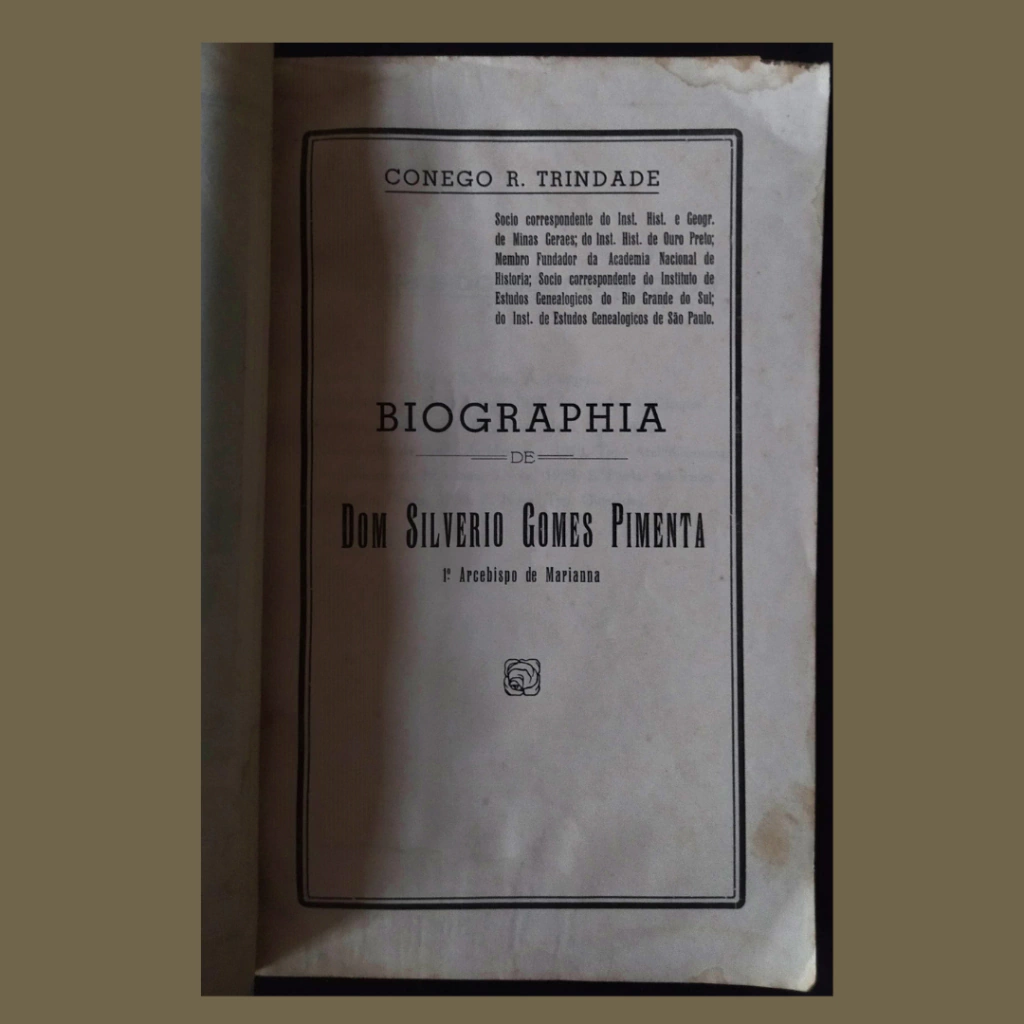 CONEGO R. TRINDADE
Socio correspondente do Inst. Hist. e Geogr.
de Minas Geraes; do Inst. Hist. de Ouro Preto;
Membro Fundador da Academia Nacional de
Historia; Socio correspondente do Instituto de
Estudos Genealogicos do Rio Grande do Sul;
do Inst. de Estudos Genealogicos de São Paulo.
BIOGRAPHIA
DE
DOM SILVERIO GOMES PIMENTA
1º Arcebispo de Marianna